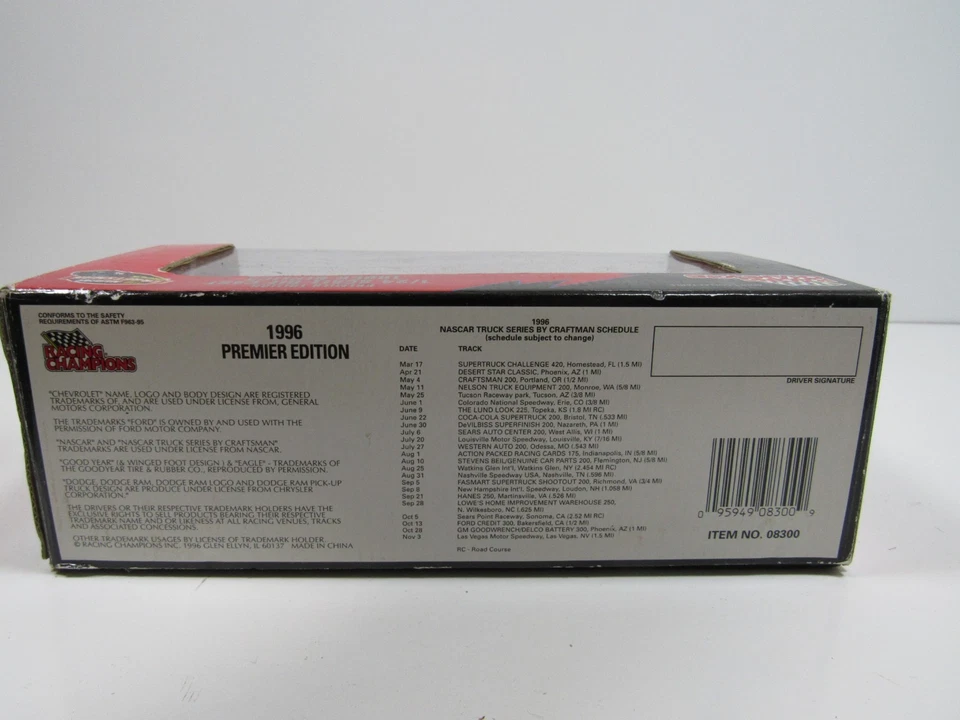 CONFORMS TO THE SAFETY
REQUIREMENTS OF ASTM F963-95
RACING
CHAMPIONS
1996
PREMIER EDITION
"CHEVROLET" NAME, LOGO AND BODY DESIGN ARE REGISTERED
TRADEMARKS OF, AND ARE USED UNDER LICENSE FROM, GENERAL
MOTORS CORPORATION.
THE TRADEMARKS "FORD" IS OWNED BY AND USED WITH THE
PERMISSION OF FORD MOTOR COMPANY.
"NASCAR" AND "NASCAR TRUCK SERIES BY CRAFTSMAN"
TRADEMARKS ARE USED UNDER LICENSE FROM NASCAR.
"GOOD YEAR" (& WINGED FOOT DESIGN ) & "EAGLE" - TRADEMARKS OF
THE GOODYEAR TIRE & RUBBER CO., REPRODUCED BY PERMISSION.
"DODGE, DODGE RAM, DODGE RAM LOGO AND DODGE RAM PICK-UP
TRUCK DESIGN ARE PRODUCE UNDER LICENSE FROM CHRYSLER
CORPORATION."
THE DRIVERS OR THEIR RESPECTIVE TRADEMARK HOLDERS HAVE THE
EXCLUSIVE RIGHTS TO SELL PRODUCTS BEARING THEIR RESPECTIVE
TRADEMARK NAME AND OR LIKENESS AT ALL RACING VENUES, TRACKS
AND ASSOCIATED CONCESSIONS.
OTHER TRADEMARK USAGES BY LICENSE OF TRADEMARK HOLDER.
© RACING CHAMPIONS INC. 1996 GLEN ELLYN, IL 60137 MADE IN CHINA
1996
NASCAR TRUCK SERIES BY CRAFTMAN SCHEDULE
(schedule subject to change)
DATE TRACK
Mar 17 SUPERTRUCK CHALLENGE 420, Homestead, FL (1.5 MI)
Apr 21 DESERT STAR CLASSIC, Phoenix, AZ (1 MI)
May 4 CRAFTSMAN 200, Portland, OR (1/2 MI)
May 11 NELSON TRUCK EQUIPMENT 200, Monroe, WA (5/8 MI)
May 25 Tucson Raceway park, Tucson, AZ (3/8 MI)
June 1 Colorado National Speedway, Erie, CO (3/8 MI)
June 9 THE LUND LOOK 225, Topeka, KS (1.8 MI RC)
June 22 COCA-COLA SUPERTRUCK 200, Bristol, TN (.533 MI)
June 30 DeVILBISS SUPERFINISH 200, Nazareth, PA (1 MI)
July 6 SEARS AUTO CENTER 200, West Allis, WI (1 MI)
July 20 Louisville Motor Speedway, Louisville, KY (7/16 MI)
July 27 WESTERN AUTO 200, Odessa, MO (.543 MI)
Aug 1 ACTION PACKED RACING CARDS 175, Indianapolis, IN (5/8 MI)
Aug 10 STEVENS BEIL/GENUINE CAR PARTS 200, Flemington, NJ (5/8 MI)
Aug 25 Watkins Glen Int'l, Watkins Glen, NY (2.454 MI RC)
Aug 31 Nashville Speedway USA, Nashville, TN (.596 MI)
Sep 5 FASMART SUPERTRUCK SHOOTOUT 200, Richmond, VA (3/4 MI)
Sep 8 New Hampshire Int'l. Speedway, Loudon, NH (1.058 MI)
Sep 21 HANES 250, Martinsville, VA (.526 MI)
Sep 28 LOWE'S HOME IMPROVEMENT WAREHOUSE 250,
N. Wilkesboro, NC (.625 MI)
Oct 5 Sears Point Raceway, Sonoma, CA (2.52 MI RC)
Oct 13 FORD CREDIT 300, Bakersfield, CA (1/2 MI)
Oct 28 GM GOODWRENCH/DELCO BATTERY 300, Phoenix, AZ (1 MI)
Nov 3 Las Vegas Motor Speedway, Las Vegas, NV (1.5 MI)
RC - Road Course
DRIVER SIGNATURE
0 95949 08300 9
ITEM NO. 08300